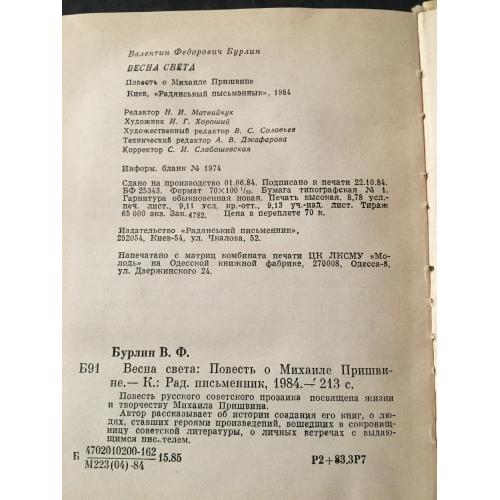 Валентин Федорович Бурлин
ВЕСНА СВЕТА
Повесть о Михаиле Пришвине
Киев, «Радянський письменнык», 1984
Редактор Н. И. Матвийчук
Художник И. Г. Хороший
Художественный редактор В. С. Соловьев
Технический редактор А. В. Джафарова
Корректор С. И. Слабошевская
Информ. бланк № 1974
Сдано на производство 01.06.84. Подписано к печати 22.10.84.
БФ 25343. Формат 70×100 1/32. Бумага типографская № 1.
Гарнитура обыкновенная новая. Печать высокая, 8,78 усл.-
печ. лист., 9,11 усл. кр.-отт., 9,13 уч.-изд. лист. Тираж
65 000 экз. Зак. 4782. Цена в переплете 70 к.
Издательство «Радянський письменник»,
252054, Киев-54, ул. Чкалова, 52.
Напечатано с матриц комбината печати ЦК ЛКСМУ «Мо-
лодь» на Одесской книжной фабрике, 270008, Одесса-8,
ул. Дзержинского 24.
Бурлин В. Ф.
Б91 Весна света: Повесть о Михаиле Пришви-
не.— К.: Рад. письменник, 1984.— 213 с.
Повесть русского советского прозаика посвящена жизни
и творчеству Михаила Пришвина.
Автор рассказывает об истории создания его книг, о лю-
дях, ставших героями произведений, вошедших в сокровищ-
ницу советской литературы, о личных встречах с выдаю-
щимся писателем.
Б 4702010200-162 15.85 Р2+83.3Р7
М223(04)-84